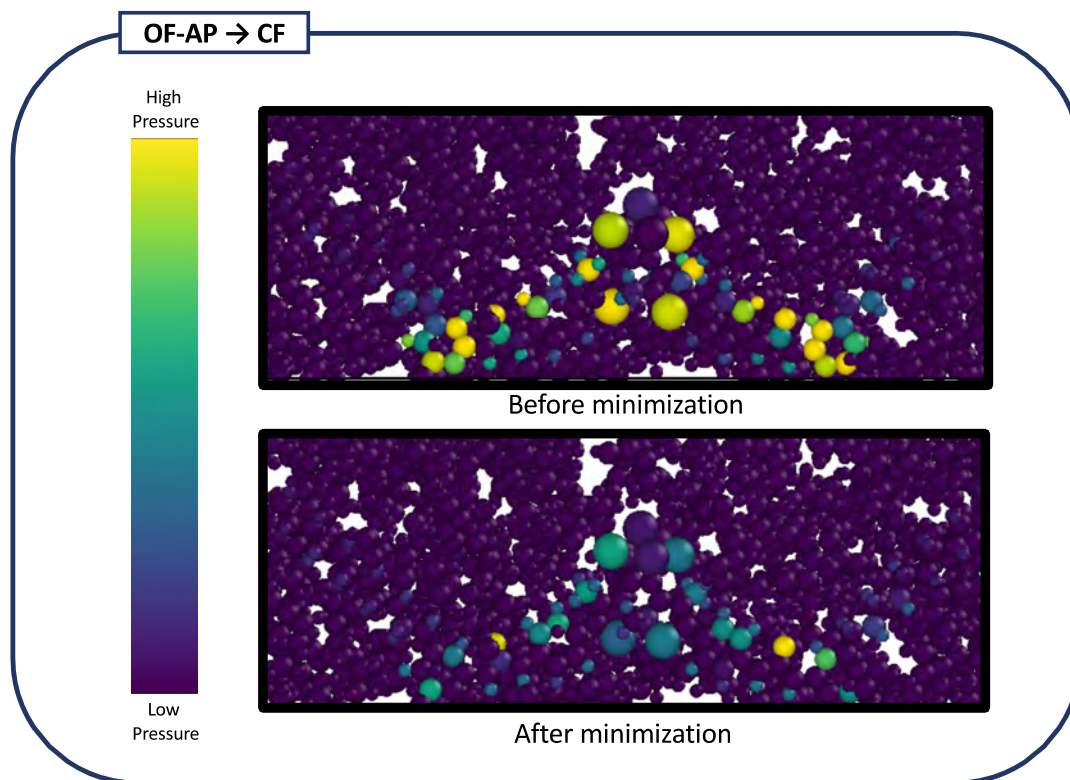 OF-AP → CF
High
Pressure
Before minimization
Low
Pressure
After minimization